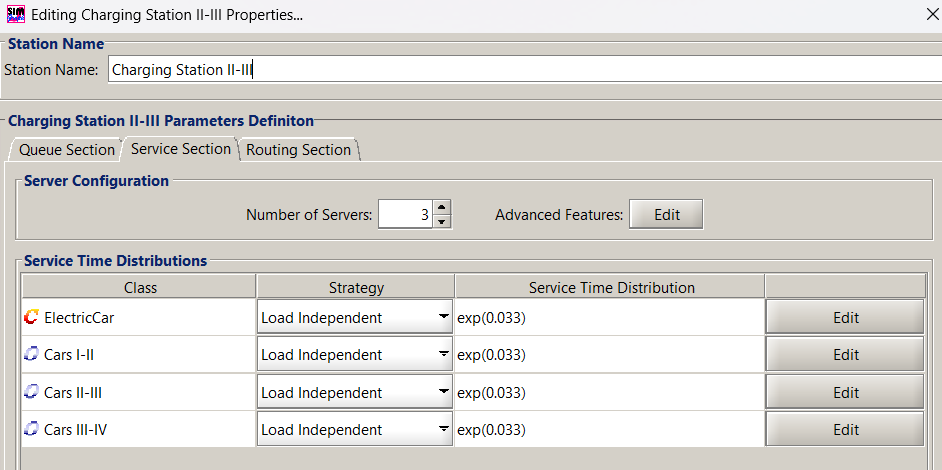 SIM
Editing Charging Station II-III Properties...
Station Name
Station Name: Charging Station II-III
Charging Station II-III Parameters Definiton
Queue Section Service Section Routing Section
Server Configuration
Number of Servers: 3 Advanced Features: Edit
Service Time Distributions
Class Strategy Service Time Distribution
ElectricCar Load Independent exp(0.033) Edit
Cars I-II Load Independent exp(0.033) Edit
Cars II-III Load Independent exp(0.033) Edit
Cars III-IV Load Independent exp(0.033) Edit